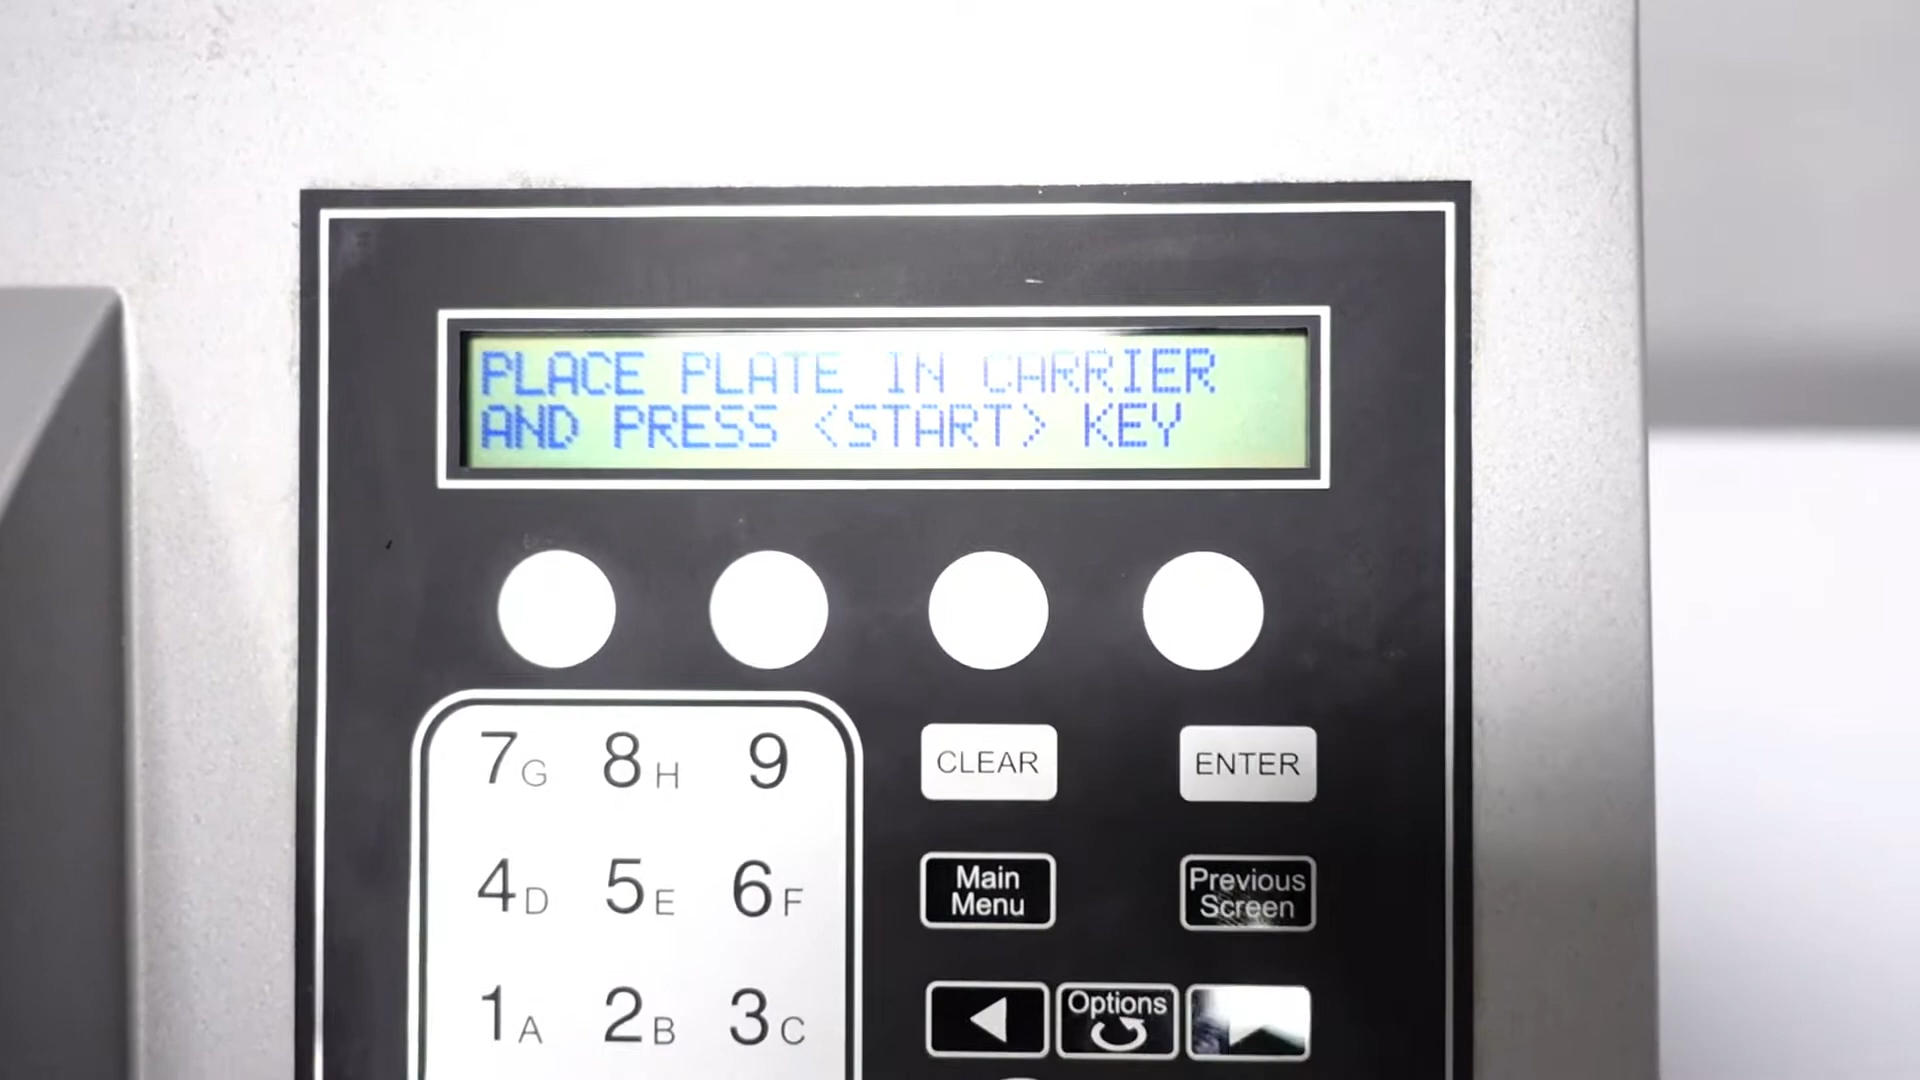 PLACE PLATE IN CARRIER
AND PRESS <START> KEY
7G 8H 9
CLEAR
ENTER
4D 5E 6F
Main
Menu
Previous
Screen
1A 2B 3C
Options